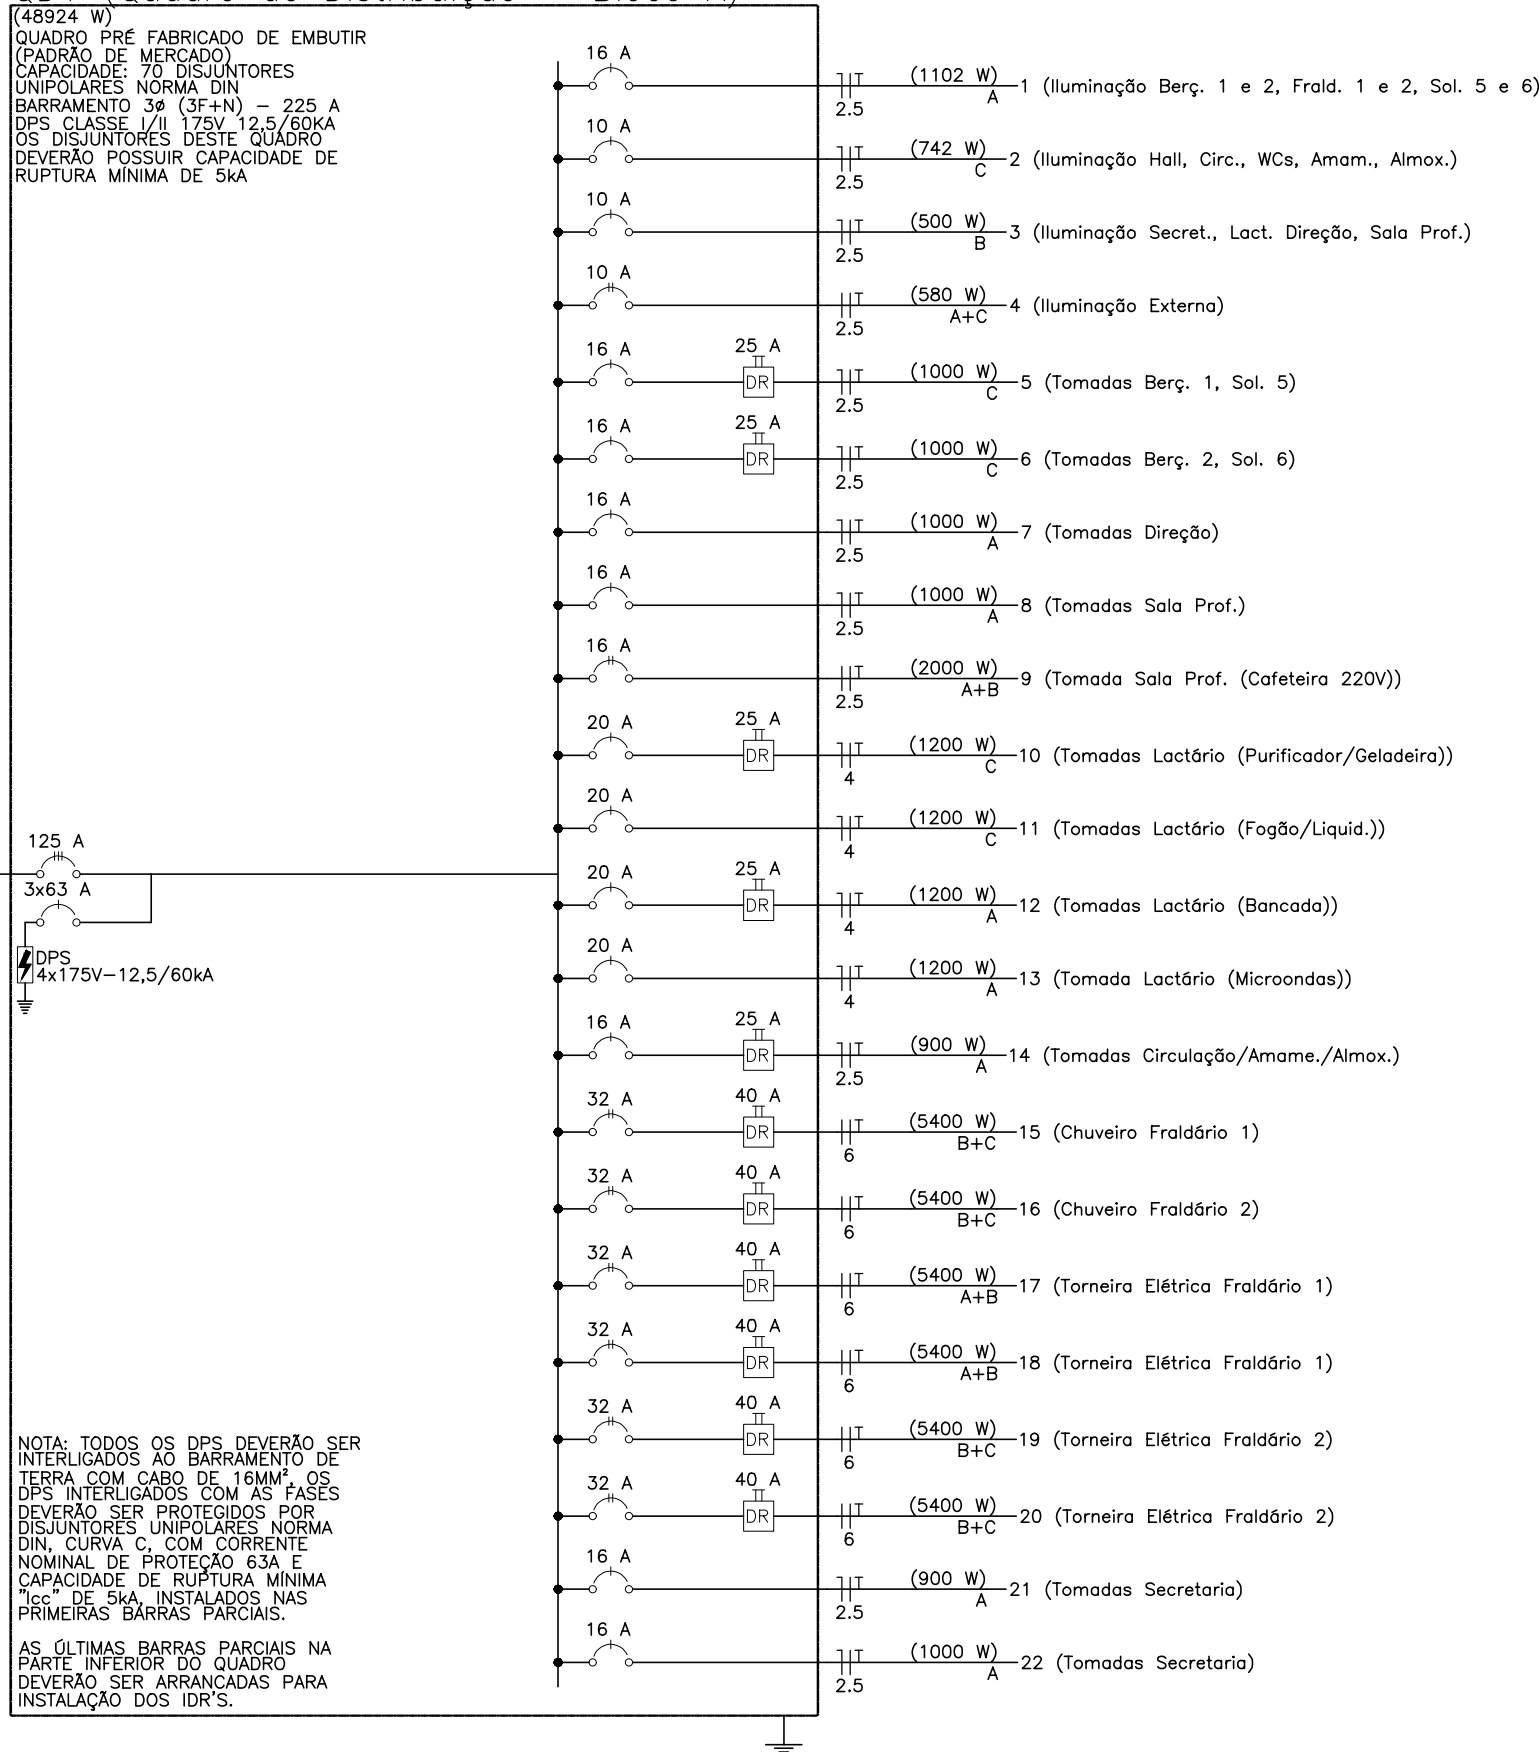 (48924 W)
QUADRO PRÉ FABRICADO DE EMBUTIR
(PADRÃO DE MERCADO)
CAPACIDADE: 70 DISJUNTORES
UNIPOLARES NORMA DIN
BARRAMENTO 3ø (3F+N) – 225 A
DPS CLASSE I/II 175V 12,5/60KA
OS DISJUNTORES DESTE QUADRO
DEVERÃO POSSUIR CAPACIDADE DE
RUPTURA MÍNIMA DE 5kA
16 A
2.5
(1102 W)
A
1 (Iluminação Berç. 1 e 2, Frald. 1 e 2, Sol. 5 e 6)
10 A
2.5
(742 W)
C
2 (Iluminação Hall, Circ., WCs, Amam., Almox.)
10 A
2.5
(500 W)
B
3 (Iluminação Secret., Lact. Direção, Sala Prof.)
10 A
2.5
(580 W)
A+C
4 (Iluminação Externa)
16 A
25 A
DR
2.5
(1000 W)
C
5 (Tomadas Berç. 1, Sol. 5)
16 A
25 A
DR
2.5
(1000 W)
C
6 (Tomadas Berç. 2, Sol. 6)
16 A
2.5
(1000 W)
A
7 (Tomadas Direção)
16 A
2.5
(1000 W)
A
8 (Tomadas Sala Prof.)
16 A
2.5
(2000 W)
A+B
9 (Tomada Sala Prof. (Cafeteira 220V))
20 A
25 A
DR
4
(1200 W)
C
10 (Tomadas Lactário (Purificador/Geladeira))
20 A
4
(1200 W)
C
11 (Tomadas Lactário (Fogão/Liquid.))
125 A
3x63 A
DPS
4x175V–12,5/60kA
20 A
25 A
DR
4
(1200 W)
A
12 (Tomadas Lactário (Bancada))
20 A
4
(1200 W)
A
13 (Tomada Lactário (Microondas))
16 A
25 A
DR
2.5
(900 W)
A
14 (Tomadas Circulação/Amame./Almox.)
32 A
40 A
DR
6
(5400 W)
B+C
15 (Chuveiro Fraldário 1)
32 A
40 A
DR
6
(5400 W)
B+C
16 (Chuveiro Fraldário 2)
32 A
40 A
DR
6
(5400 W)
A+B
17 (Torneira Elétrica Fraldário 1)
32 A
40 A
DR
6
(5400 W)
A+B
18 (Torneira Elétrica Fraldário 1)
32 A
40 A
DR
6
(5400 W)
B+C
19 (Torneira Elétrica Fraldário 2)
32 A
40 A
DR
6
(5400 W)
B+C
20 (Torneira Elétrica Fraldário 2)
16 A
2.5
(900 W)
A
21 (Tomadas Secretaria)
16 A
2.5
(1000 W)
A
22 (Tomadas Secretaria)
NOTA: TODOS OS DPS DEVERÃO SER
INTERLIGADOS AO BARRAMENTO DE
TERRA COM CABO DE 16MM², OS
DPS INTERLIGADOS COM AS FASES
DEVERÃO SER PROTEGIDOS POR
DISJUNTORES UNIPOLARES NORMA
DIN, CURVA C, COM CORRENTE
NOMINAL DE PROTEÇÃO 63A E
CAPACIDADE DE RUPTURA MÍNIMA
"Icc" DE 5kA, INSTALADOS NAS
PRIMEIRAS BARRAS PARCIAIS.
AS ÚLTIMAS BARRAS PARCIAIS NA
PARTE INFERIOR DO QUADRO
DEVERÃO SER ARRANCADAS PARA
INSTALAÇÃO DOS IDR'S.